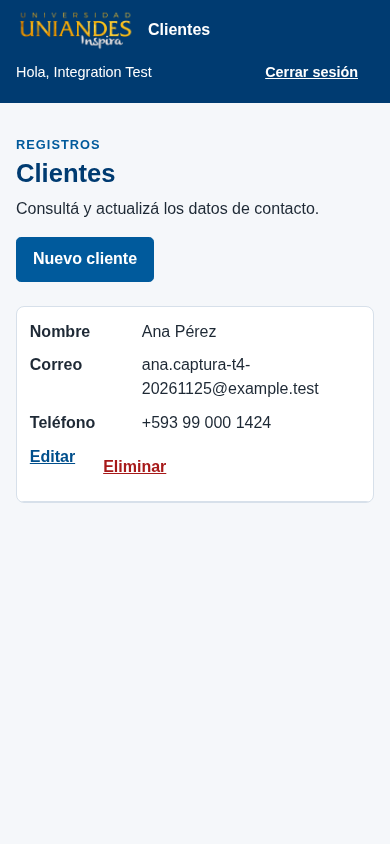 UNIVERSIDAD
UNIANDES
Inspira
Clientes
Hola, Integration Test
Cerrar sesión
REGISTROS
Clientes
Consultá y actualizá los datos de contacto.
Nuevo cliente
Nombre Ana Pérez
Correo ana.captura-t4-
20261125@example.test
Teléfono +593 99 000 1424
Editar Eliminar